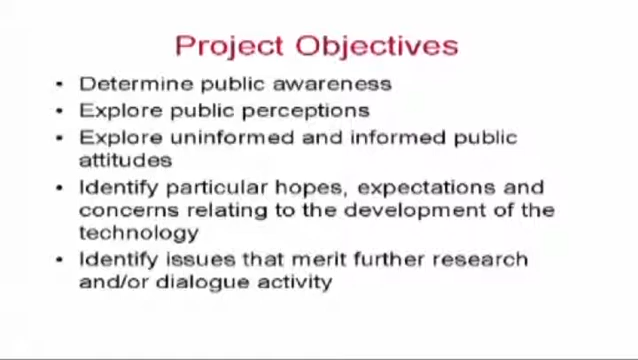 Project Objectives
• Determine public awareness
• Explore public perceptions
• Explore uninformed and informed public
attitudes
• Identify particular hopes, expectations and
concerns relating to the development of the
technology
• Identify issues that merit further research
and/or dialogue activity